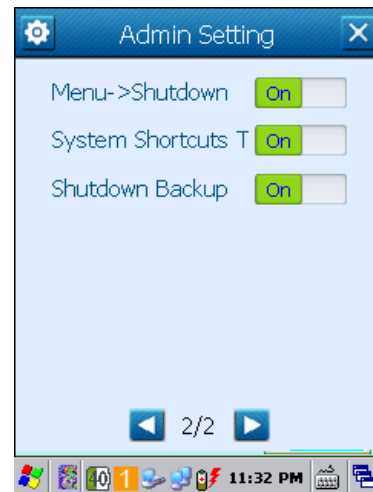 Admin Setting
Menu->Shutdown On
System Shortcuts T On
Shutdown Backup On
2/2
40 1 11:32 PM